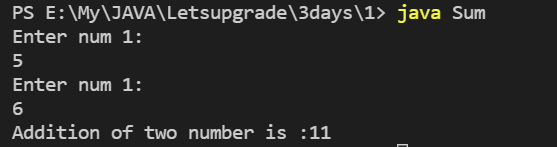 PS E:\My\JAVA\Letsupgrade\3days\1> java Sum
Enter num 1:
5
Enter num 1:
6
Addition of two number is :11